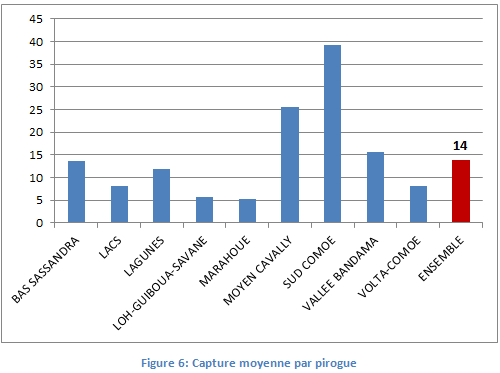 45
40
35
30
25
20
15
10
5
0
14
BAS SASSANDRA
LACS
LAGUNES
LOH-GUIBOUA-SAVANE
MARAHOUE
MOYEN CAVALLY
SUD COMOE
VALLEE BANDAMA
VOLTA-COMOE
ENSEMBLE
Figure 6: Capture moyenne par pirogue